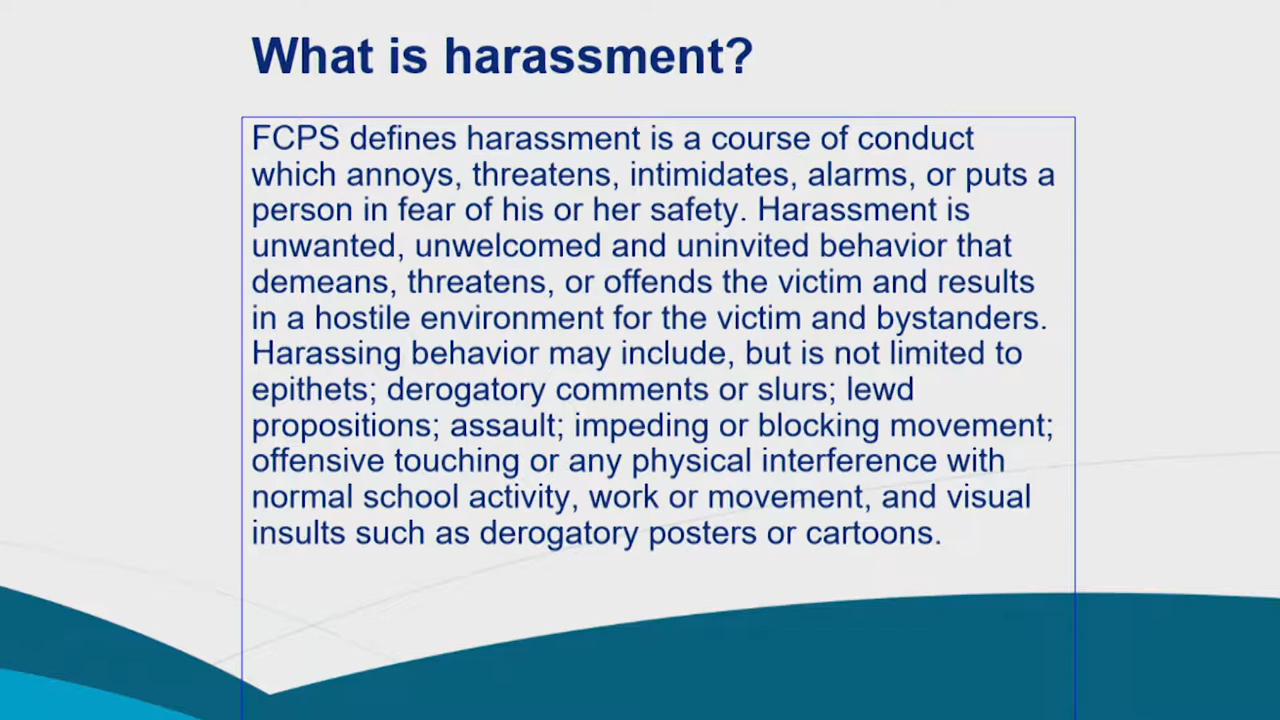 What is harassment?
FCPS defines harassment is a course of conduct
which annoys, threatens, intimidates, alarms, or puts a
person in fear of his or her safety. Harassment is
unwanted, unwelcomed and uninvited behavior that
demeans, threatens, or offends the victim and results
in a hostile environment for the victim and bystanders.
Harassing behavior may include, but is not limited to
epithets; derogatory comments or slurs; lewd
propositions; assault; impeding or blocking movement;
offensive touching or any physical interference with
normal school activity, work or movement, and visual
insults such as derogatory posters or cartoons.